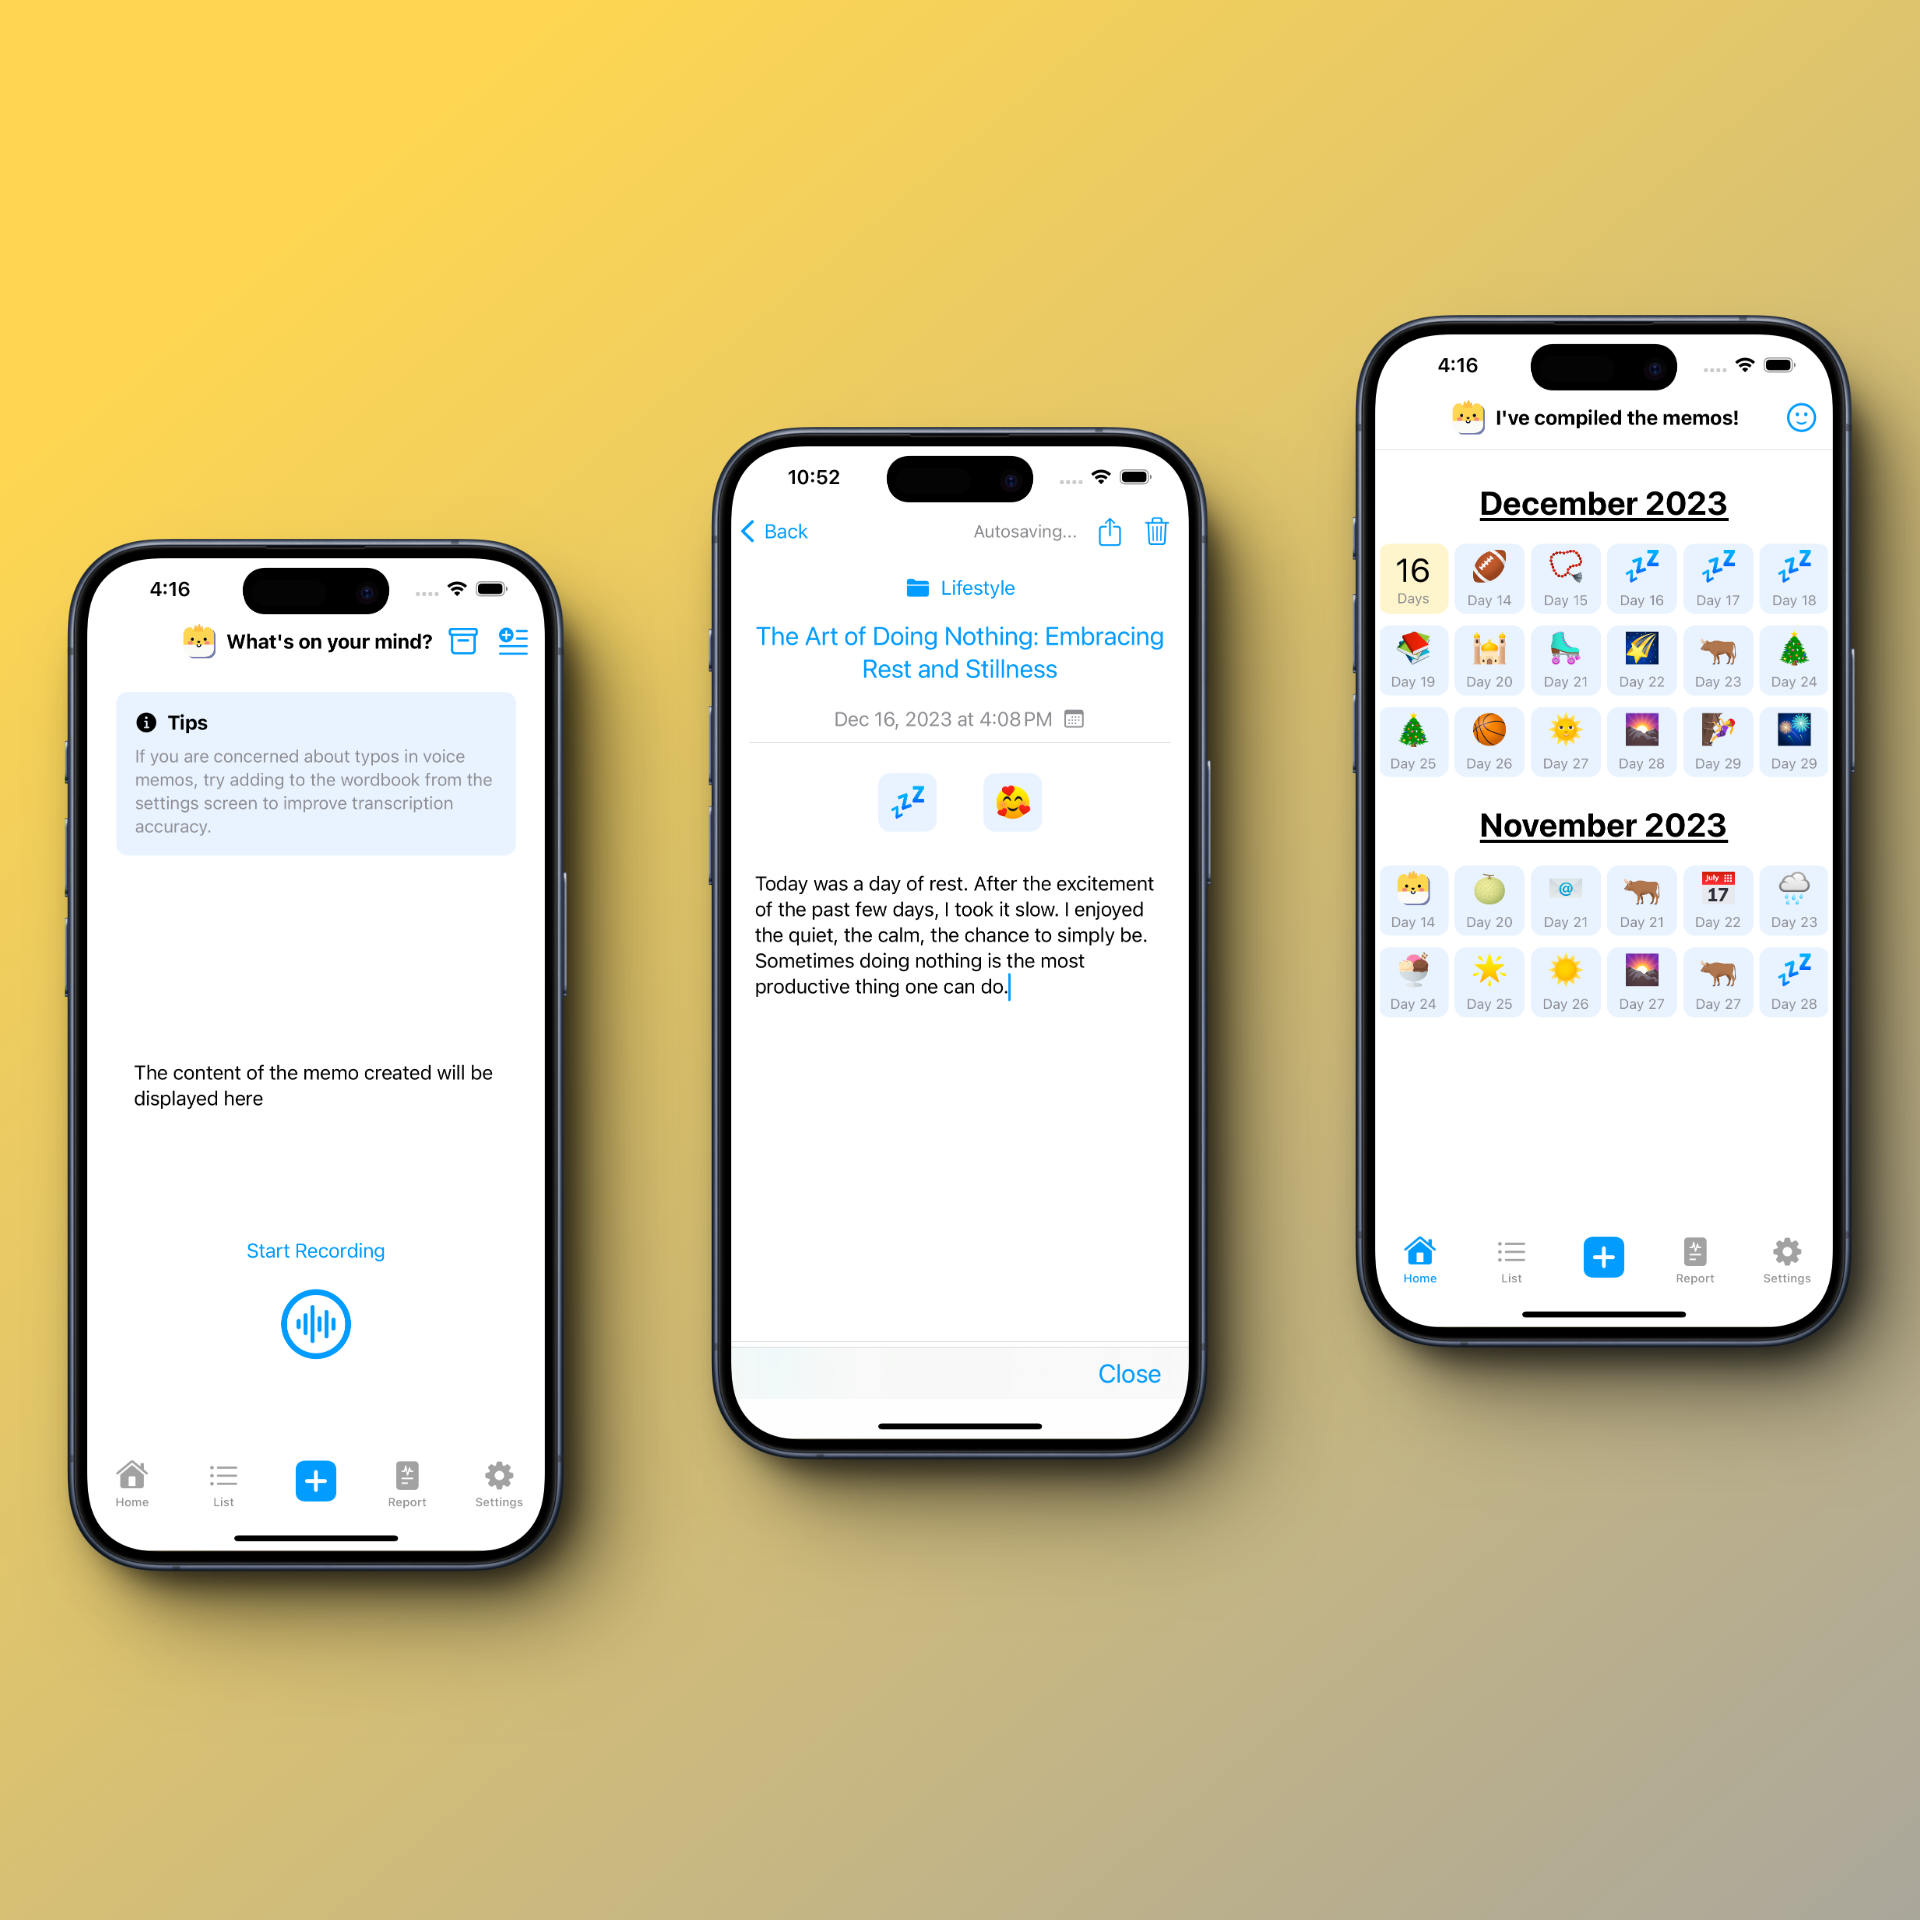 4:16
What's on your mind?
Tips
If you are concerned about typos in voice
memos, try adding to the wordbook from the
settings screen to improve transcription
accuracy.
The content of the memo created will be
displayed here
Start Recording
Home List Report Settings
10:52
Back Autosaving...
Lifestyle
The Art of Doing Nothing: Embracing
Rest and Stillness
Dec 16, 2023 at 4:08 PM
zzZ
Today was a day of rest. After the excitement
of the past few days, I took it slow. I enjoyed
the quiet, the calm, the chance to simply be.
Sometimes doing nothing is the most
productive thing one can do.
Close
4:16
I've compiled the memos!
December 2023
16 zzZ zzZ zzZ
Days Day 14 Day 15 Day 16 Day 17 Day 18
Day 19 Day 20 Day 21 Day 22 Day 23 Day 24
Day 25 Day 26 Day 27 Day 28 Day 29 Day 29
November 2023
@ July 17
Day 14 Day 20 Day 21 Day 21 Day 22 Day 23
zzZ
Day 24 Day 25 Day 26 Day 27 Day 27 Day 28
Home List Report Settings